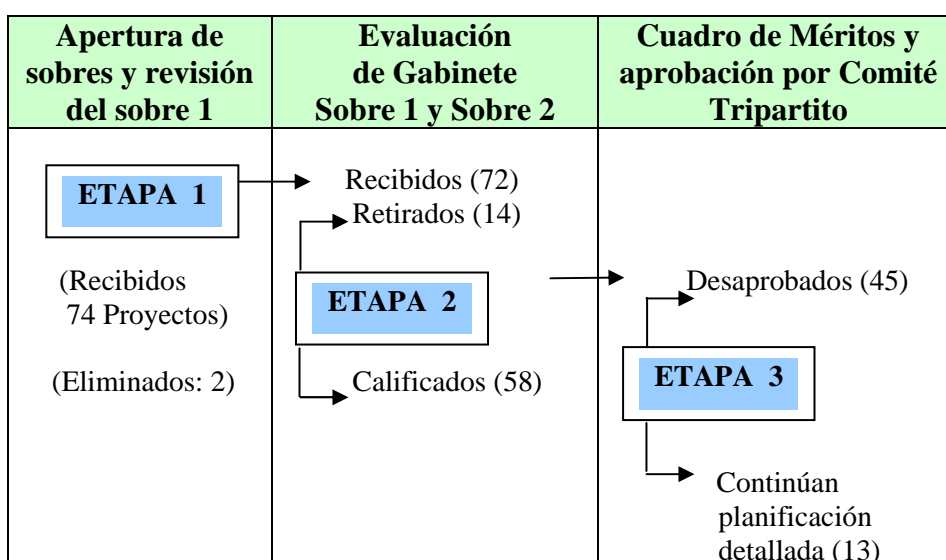 Apertura de
sobres y revisión
del sobre 1
Evaluación
de Gabinete
Sobre 1 y Sobre 2
Cuadro de Méritos y
aprobación por Comité
Tripartito
ETAPA 1
(Recibidos
74 Proyectos)
(Eliminados: 2)
Recibidos (72)
Retirados (14)
ETAPA 2
Calificados (58)
Desaprobados (45)
ETAPA 3
Continúan
planificación
detallada (13)